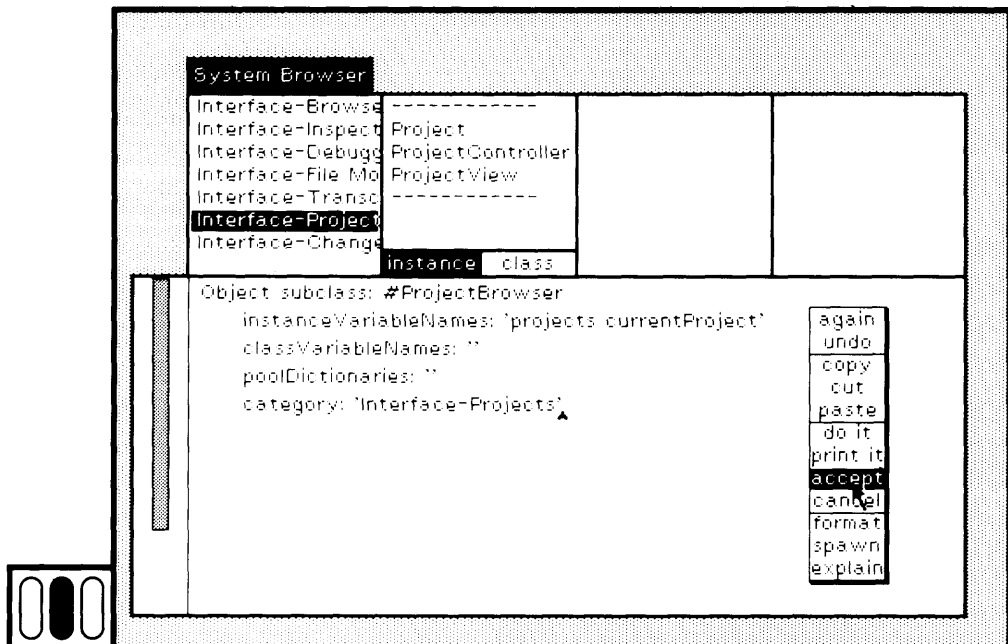 System Browser
Interface-Browse
Interface-Inspect
Interface-Debugg
Interface-File Mo
Interface-Transc
Interface-Project
Interface-Change
------------
Project
ProjectController
ProjectView
------------
instance class
Object subclass: #ProjectBrowser
instanceVariableNames: 'projects currentProject'
classVariableNames: ''
poolDictionaries: ''
category: 'Interface-Projects'
again
undo
copy
cut
paste
do it
print it
accept
cancel
format
spawn
explain